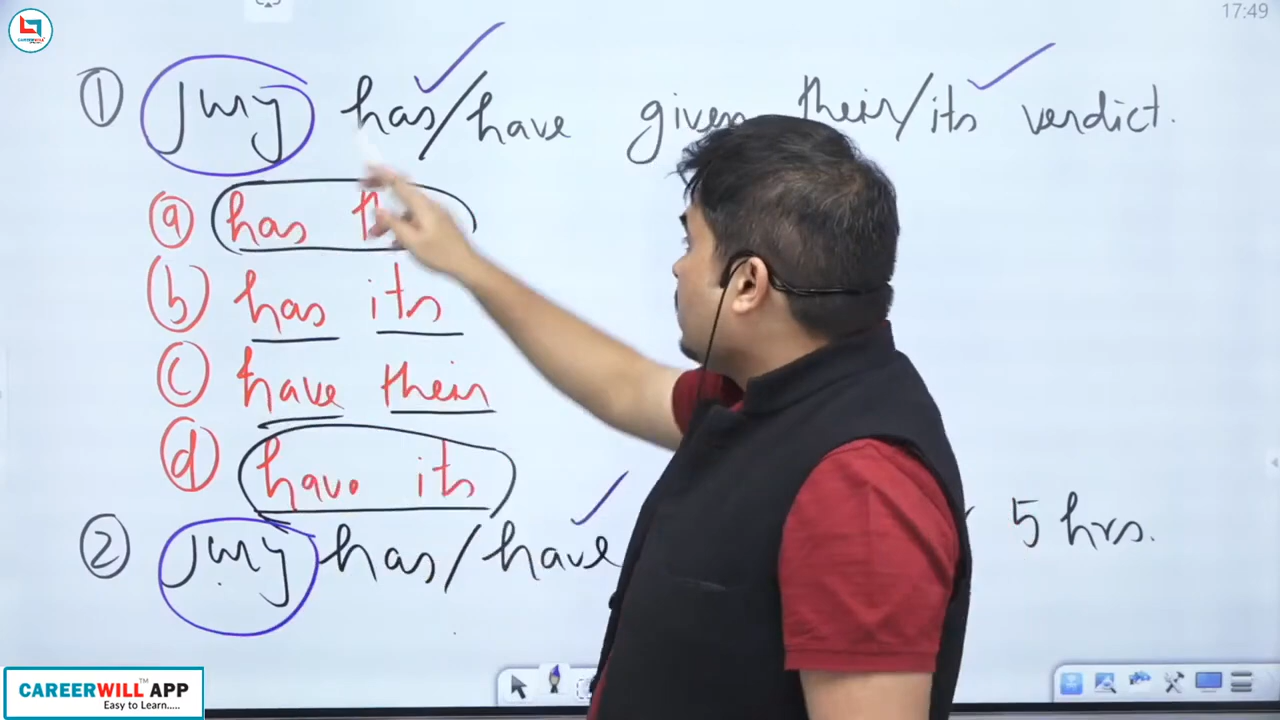 17:49
CAREERWILL
① Jury has/have given their/its verdict.
ⓐ has
ⓑ has its
ⓒ have their
ⓓ have its
② Jury has/have 5 hrs.
CAREERWILL™ APP
Easy to Learn.....